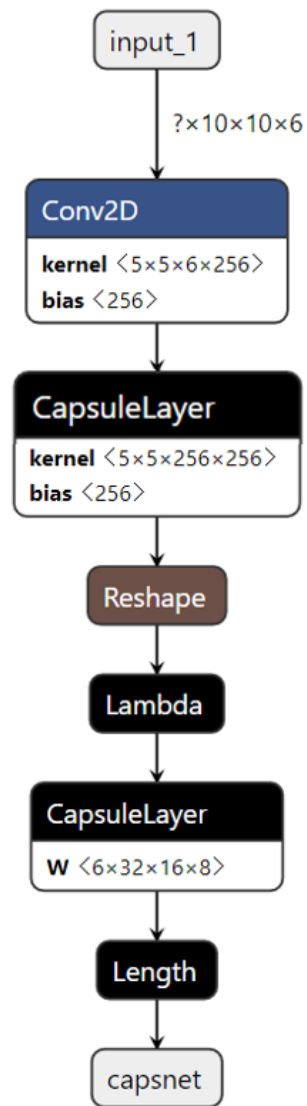 input_1
?×10×10×6
Conv2D
kernel 〈5×5×6×256〉
bias 〈256〉
CapsuleLayer
kernel 〈5×5×256×256〉
bias 〈256〉
Reshape
Lambda
CapsuleLayer
W 〈6×32×16×8〉
Length
capsnet